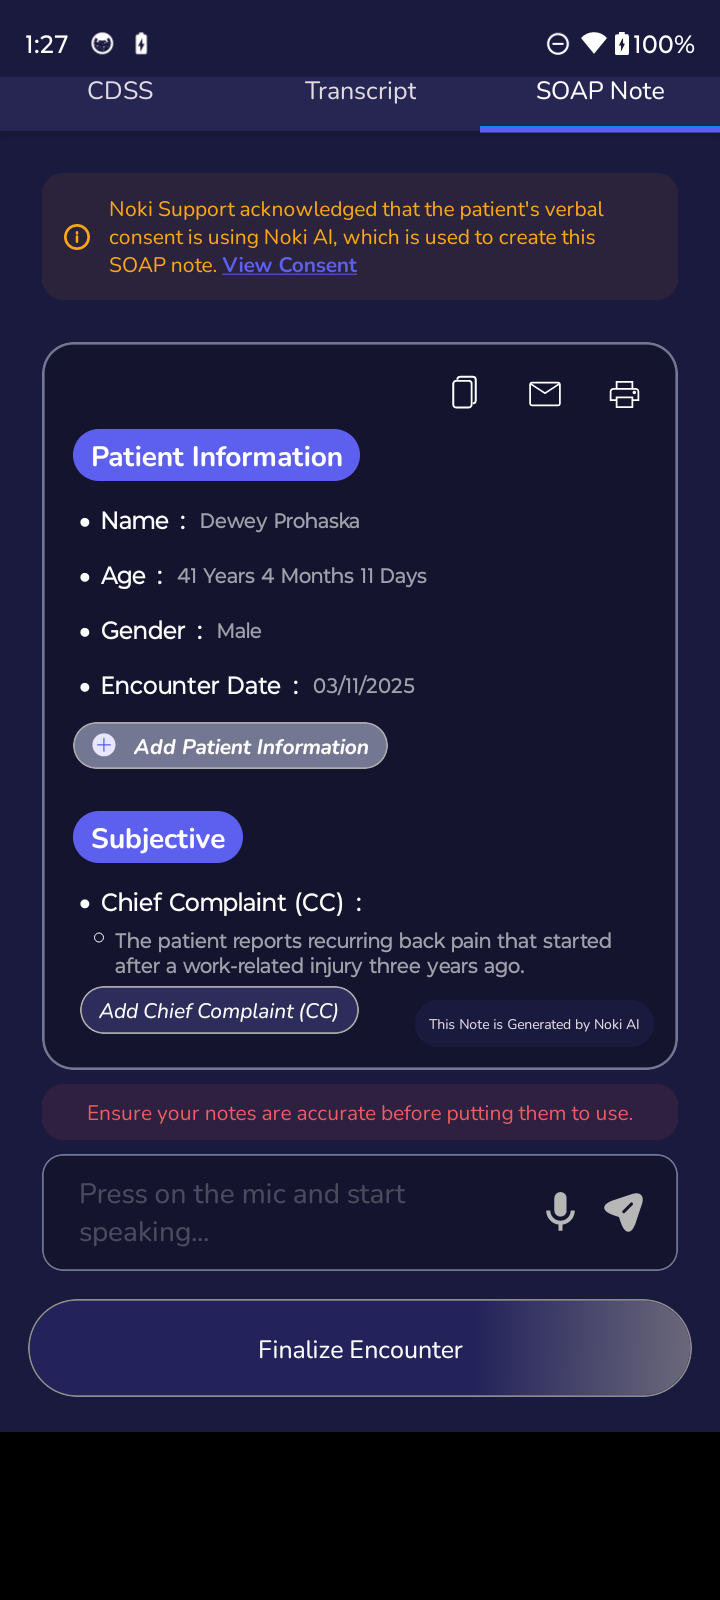 1:27
100%
CDSS
Transcript
SOAP Note
Noki Support acknowledged that the patient's verbal
consent is using Noki AI, which is used to create this
SOAP note. View Consent
Patient Information
• Name : Dewey Prohaska
• Age : 41 Years 4 Months 11 Days
• Gender : Male
• Encounter Date : 03/11/2025
Add Patient Information
Subjective
• Chief Complaint (CC) :
The patient reports recurring back pain that started
after a work-related injury three years ago.
Add Chief Complaint (CC)
This Note is Generated by Noki AI
Ensure your notes are accurate before putting them to use.
Press on the mic and start
speaking...
Finalize Encounter